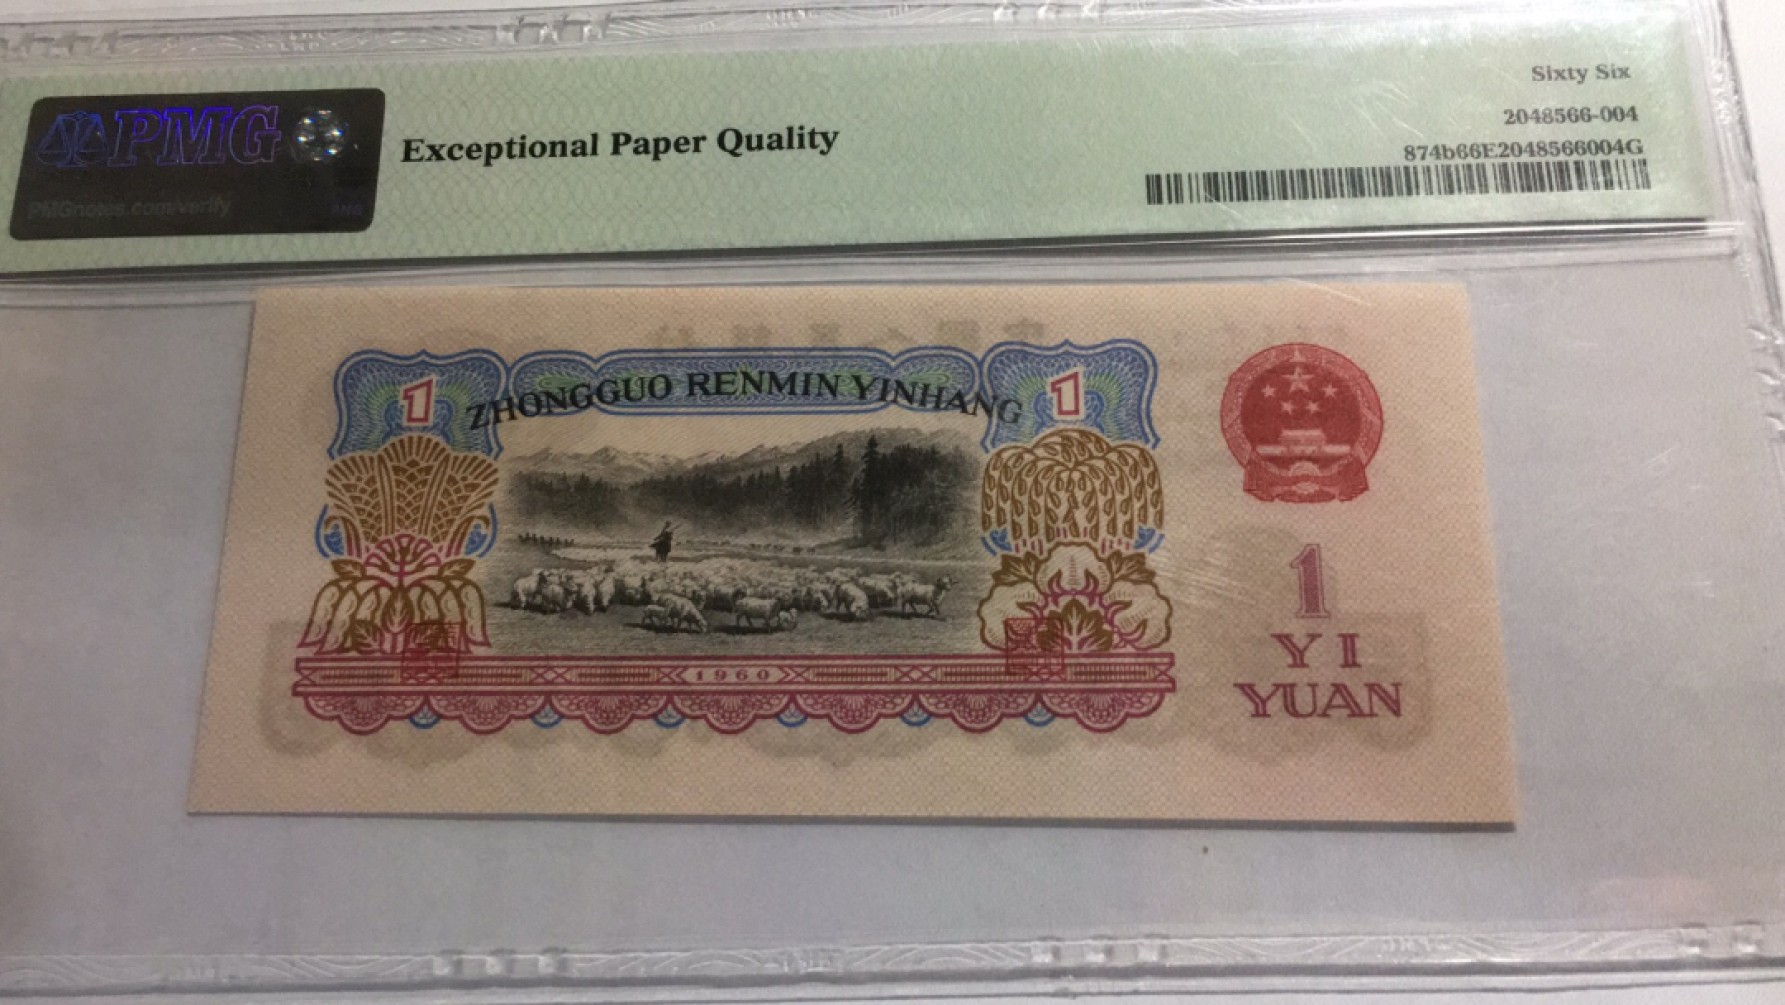 Sixty Six
2048566-004
874b66E2048566004G
PMG
Exceptional Paper Quality
PMGnotes.com/verify
PMG
ZHONGGUO RENMIN YINHANG
1
1
1960
1
YI
YUAN